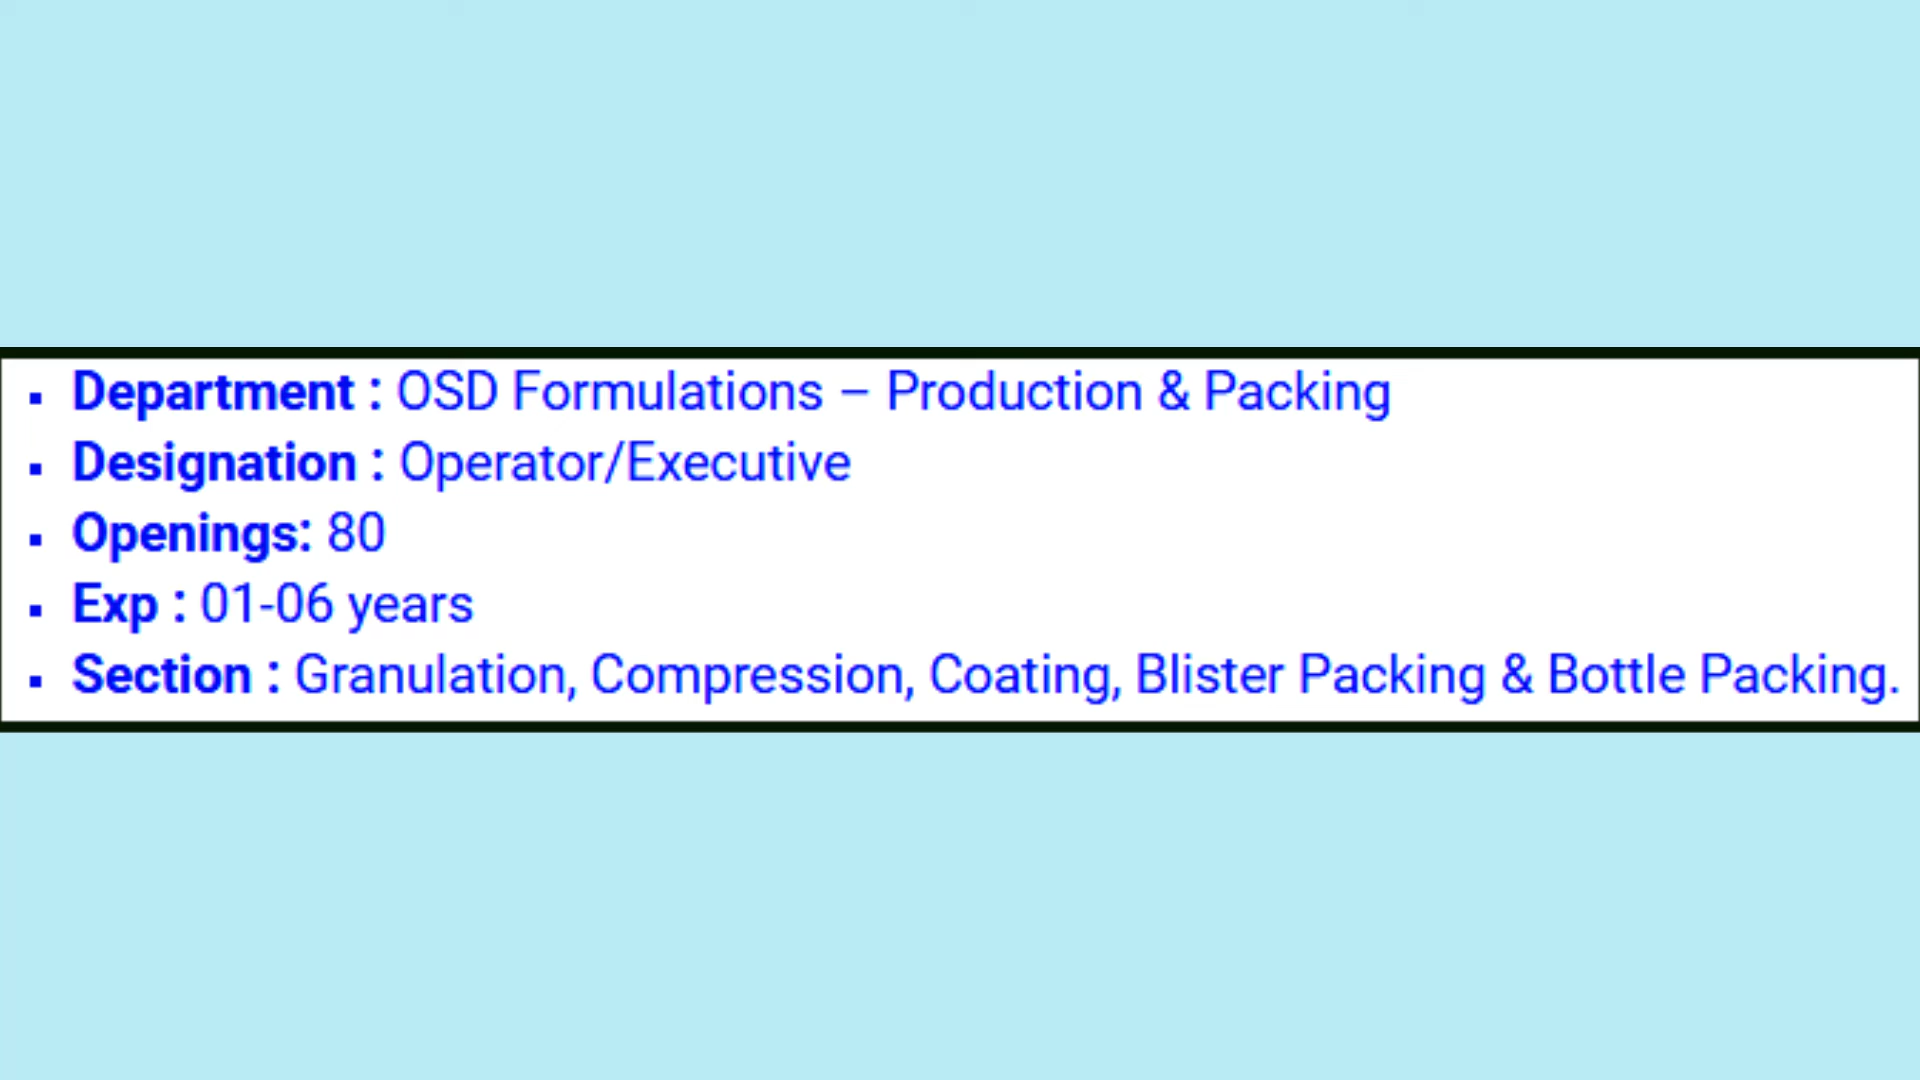 ▪ Department : OSD Formulations – Production & Packing
▪ Designation : Operator/Executive
▪ Openings: 80
▪ Exp : 01-06 years
▪ Section : Granulation, Compression, Coating, Blister Packing & Bottle Packing.